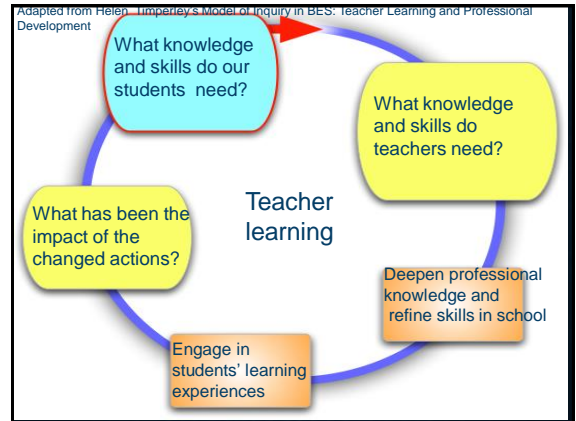 Adapted from Helen Timperley's Model of Inquiry in BES: Teacher Learning and Professional
Development
What knowledge
and skills do our
students need?
What knowledge
and skills do
teachers need?
Teacher
learning
What has been the
impact of the
changed actions?
Deepen professional
knowledge and
refine skills in school
Engage in
students' learning
experiences